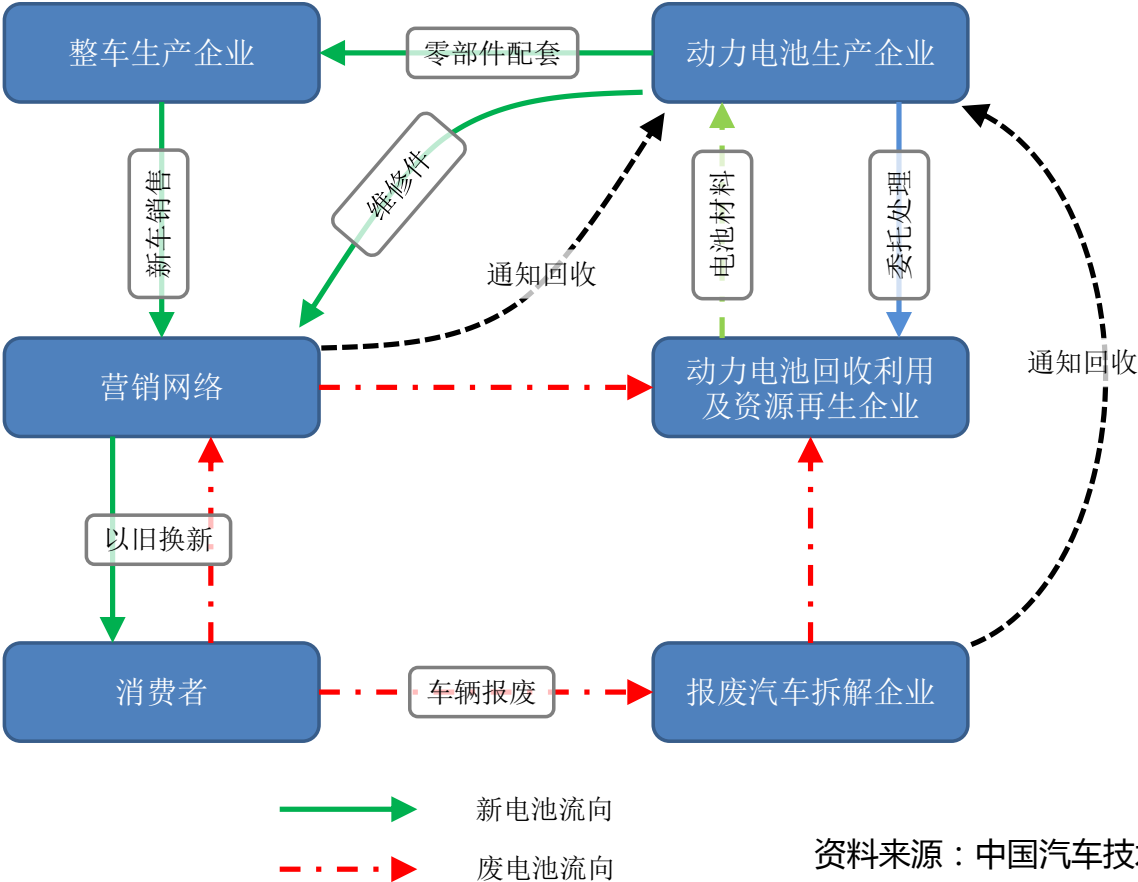 整车生产企业
零部件配套
动力电池生产企业
新车销售
维修件
电池材料
委托处理
通知回收
通知回收
营销网络
动力电池回收利用
及资源再生企业
以旧换新
消费者
车辆报废
报废汽车拆解企业
新电池流向
废电池流向
资料来源：中国汽车技